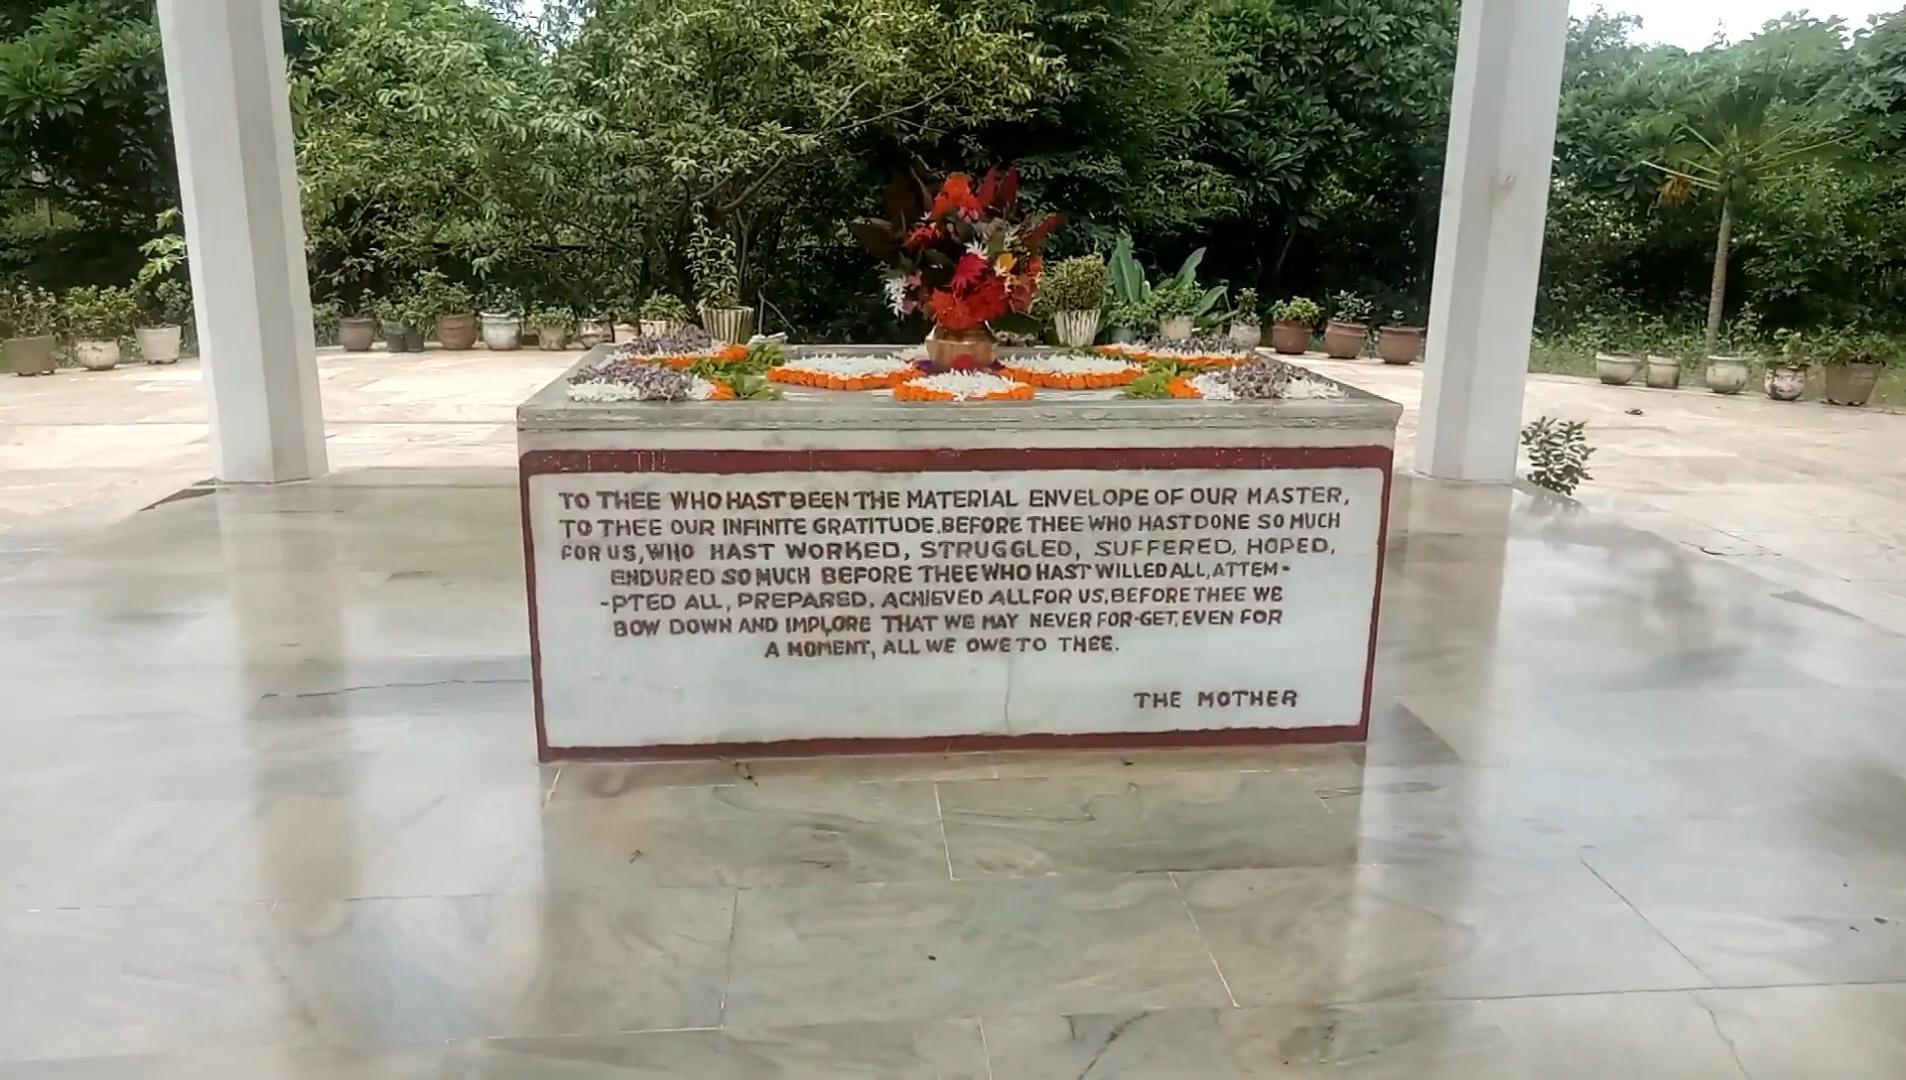 TO THEE WHO HAST BEEN THE MATERIAL ENVELOPE OF OUR MASTER,
TO THEE OUR INFINITE GRATITUDE. BEFORE THEE WHO HAST DONE SO MUCH
FOR US, WHO HAST WORKED, STRUGGLED, SUFFERED, HOPED,
ENDURED SO MUCH BEFORE THEE WHO HAST WILLED ALL, ATTEM-
-PTED ALL, PREPARED, ACHIEVED ALL FOR US, BEFORE THEE WE
BOW DOWN AND IMPLORE THAT WE MAY NEVER FOR-GET, EVEN FOR
A MOMENT, ALL WE OWE TO THEE.
THE MOTHER